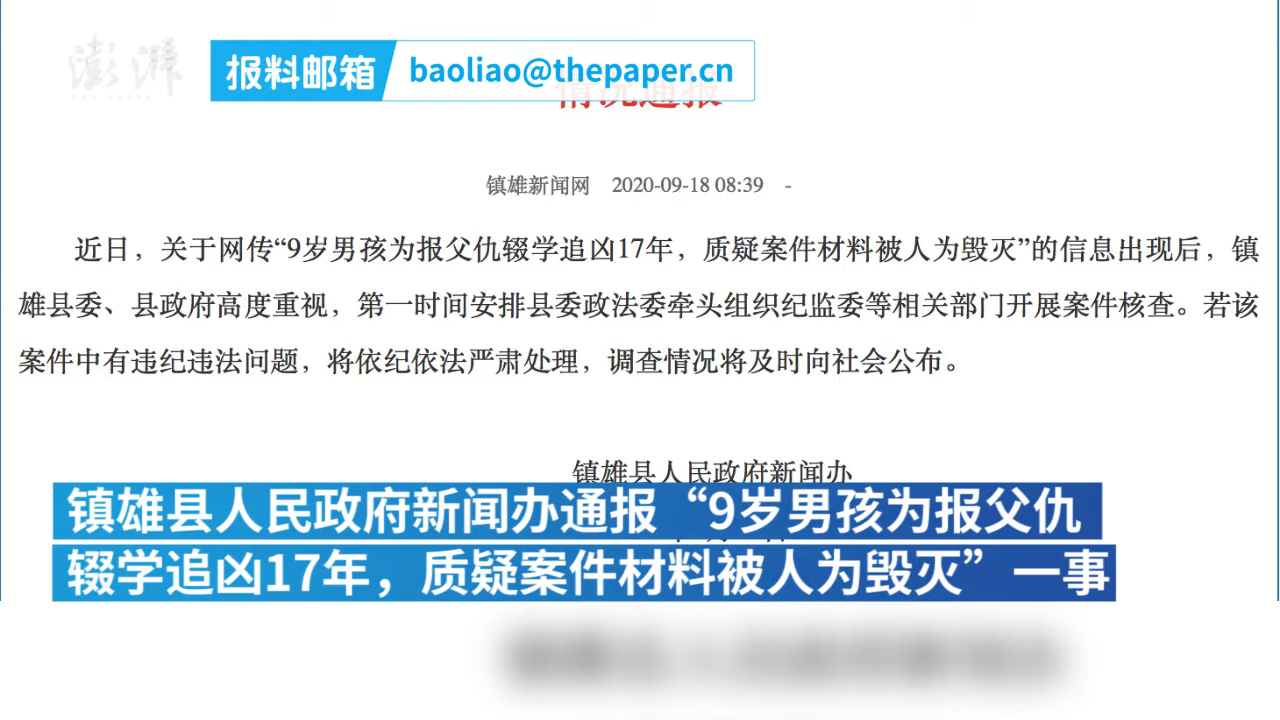 澎湃
THE PAPER
报料邮箱 baoliao@thepaper.cn
情况通报
镇雄新闻网 2020-09-18 08:39 -
近日，关于网传“9岁男孩为报父仇辍学追凶17年，质疑案件材料被人为毁灭”的信息出现后，镇
雄县委、县政府高度重视，第一时间安排县委政法委牵头组织纪监委等相关部门开展案件核查。若该
案件中有违纪违法问题，将依纪依法严肃处理，调查情况将及时向社会公布。
镇雄县人民政府新闻办
镇雄县人民政府新闻办通报“9岁男孩为报父仇
辍学追凶17年，质疑案件材料被人为毁灭”一事